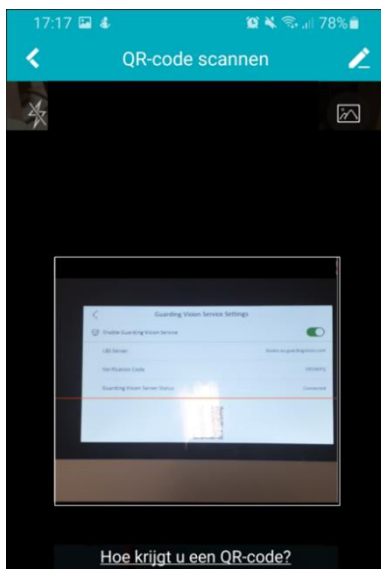 17:17 78%
QR-code scannen
Guarding Vision Service Settings
Enable Guarding Vision Service
LBS Server
Verification Code
Guarding Vision Server Status Connected
Hoe krijgt u een QR-code?